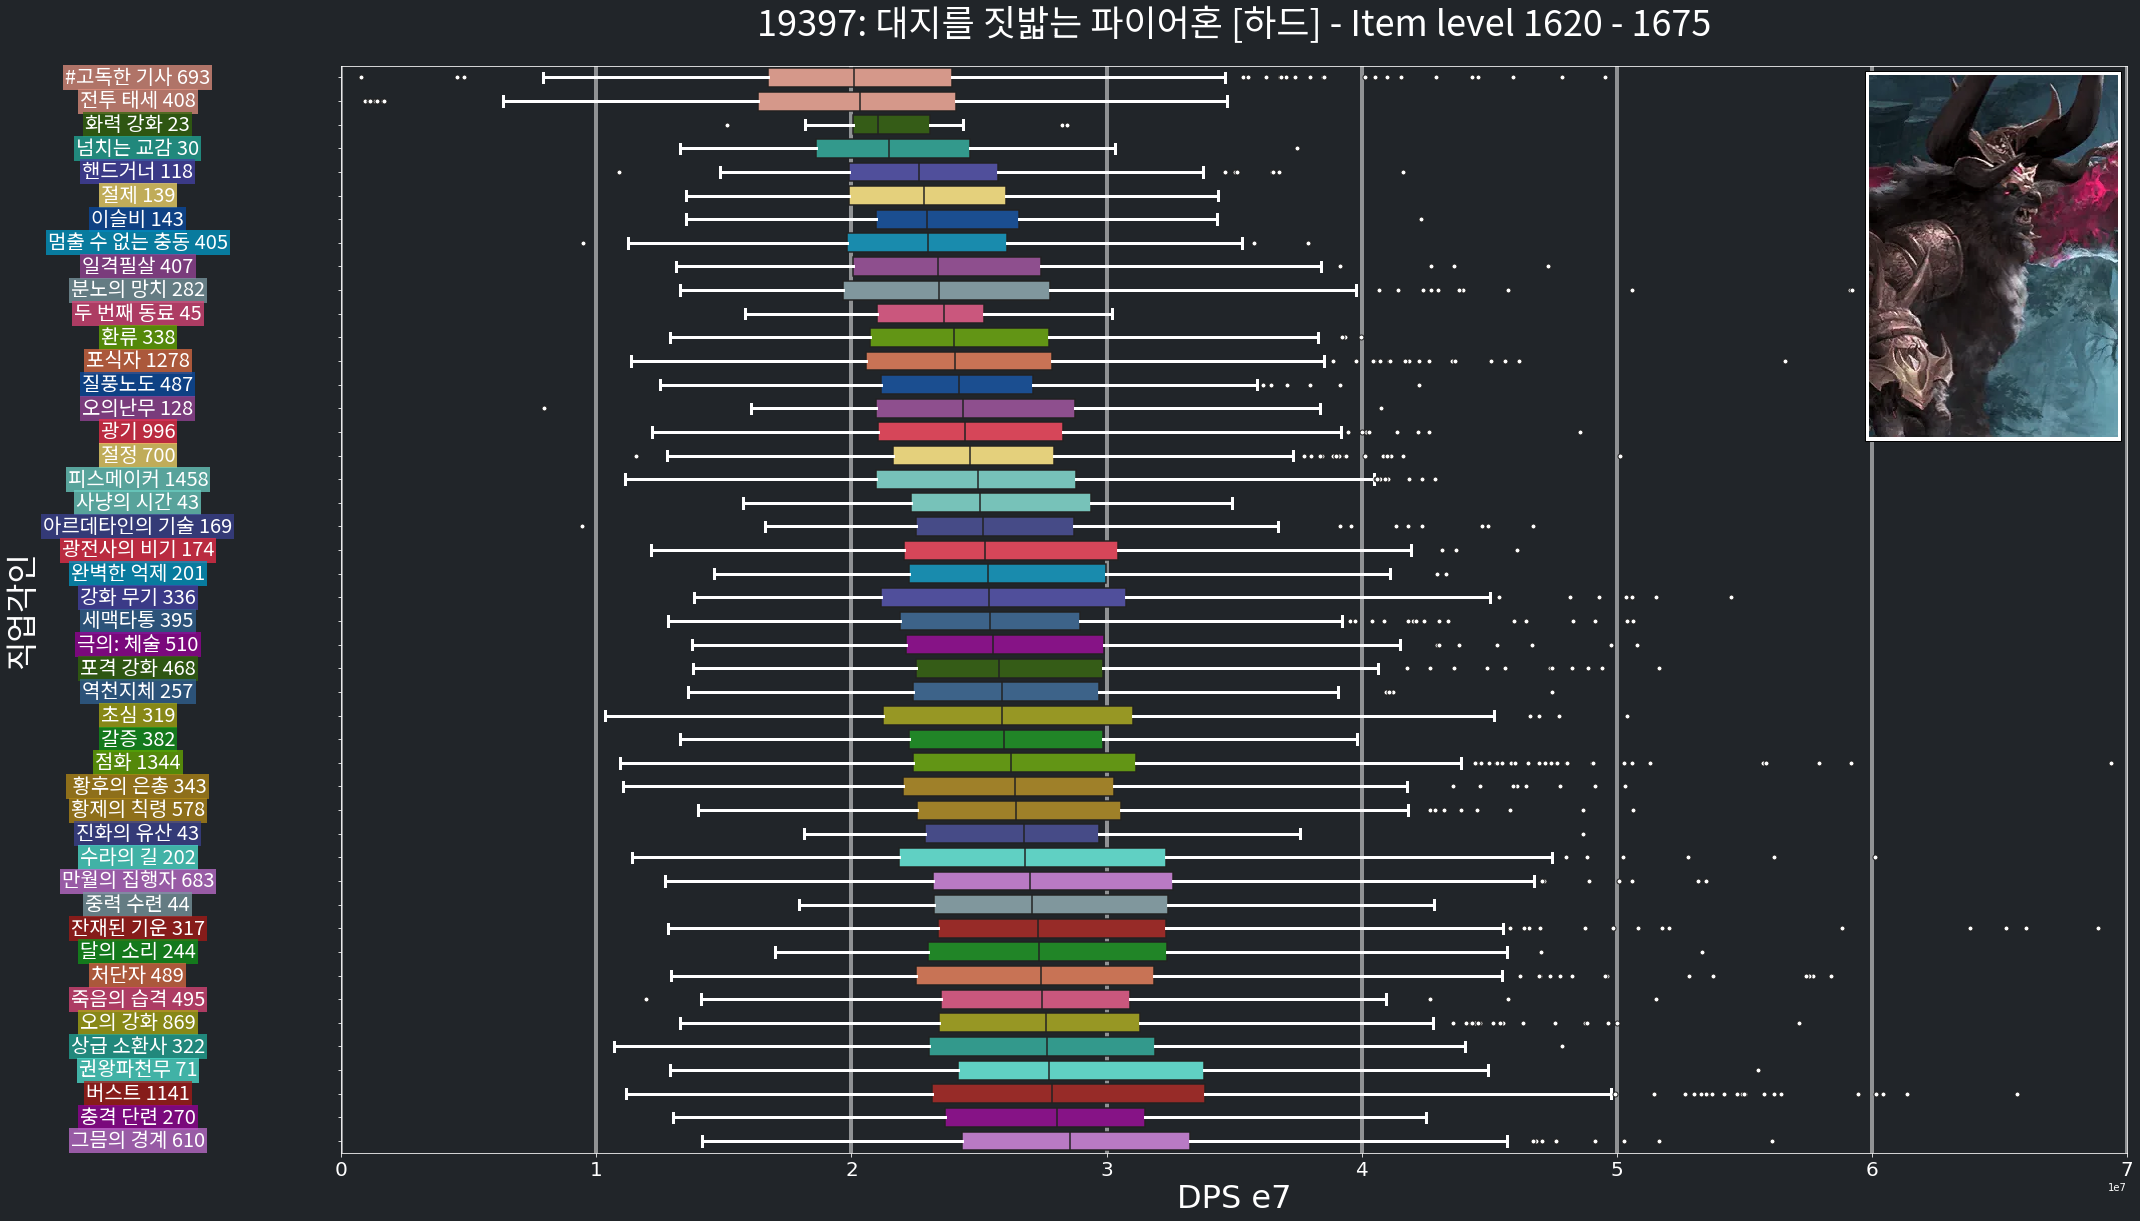 19397: 대지를 짓밟는 파이어혼 [하드] - Item level 1620 - 1675
직업각인
#고독한 기사 693
전투 태세 408
화력 강화 23
넘치는 교감 30
핸드거너 118
절제 139
이슬비 143
멈출 수 없는 충동 405
일격필살 407
분노의 망치 282
두 번째 동료 45
환류 338
포식자 1278
질풍노도 487
오의난무 128
광기 996
절정 700
피스메이커 1458
사냥의 시간 43
아르데타인의 기술 169
광전사의 비기 174
완벽한 억제 201
강화 무기 336
세맥타통 395
극의: 체술 510
포격 강화 468
역천지체 257
초심 319
갈증 382
점화 1344
황후의 은총 343
황제의 칙령 578
진화의 유산 43
수라의 길 202
만월의 집행자 683
중력 수련 44
잔재된 기운 317
달의 소리 244
처단자 489
죽음의 습격 495
오의 강화 869
상급 소환사 322
권왕파천무 71
버스트 1141
충격 단련 270
그믐의 경계 610
0 1 2 3 4 5 6 7
1e7
DPS e7